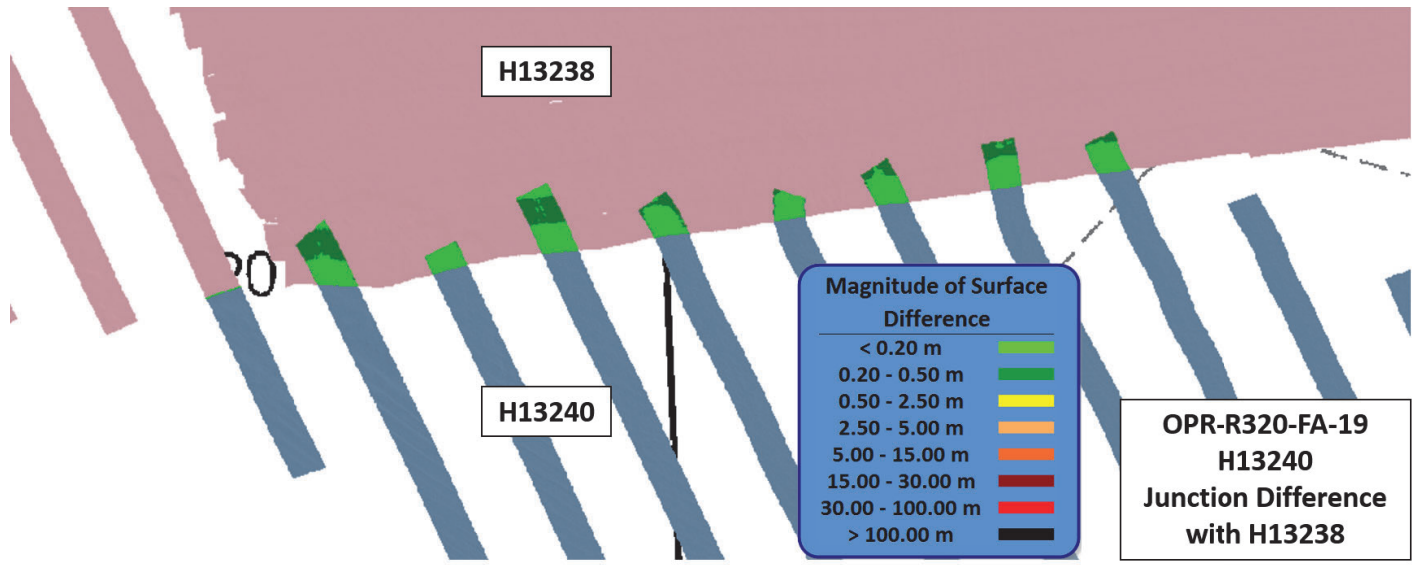 H13238
20
H13240
Magnitude of Surface
Difference
< 0.20 m
0.20 - 0.50 m
0.50 - 2.50 m
2.50 - 5.00 m
5.00 - 15.00 m
15.00 - 30.00 m
30.00 - 100.00 m
> 100.00 m
OPR-R320-FA-19
H13240
Junction Difference
with H13238